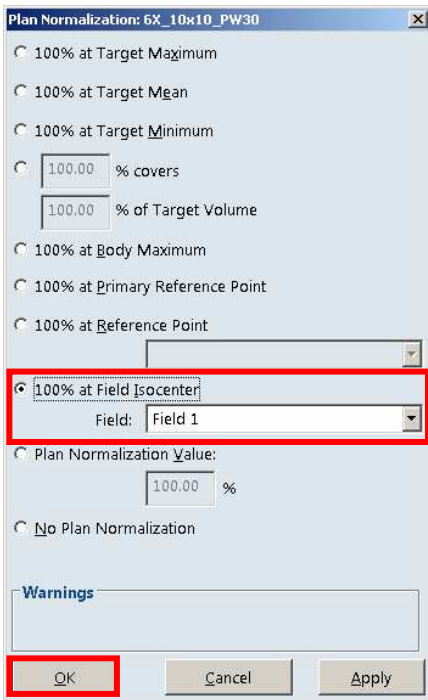 Plan Normalization: 6X_10x10_PW30
100% at Target Maximum
100% at Target Mean
100% at Target Minimum
100.00 % covers
100.00 % of Target Volume
100% at Body Maximum
100% at Primary Reference Point
100% at Reference Point
100% at Field Isocenter
Field: Field 1
Plan Normalization Value:
100.00 %
No Plan Normalization
Warnings
OK Cancel Apply